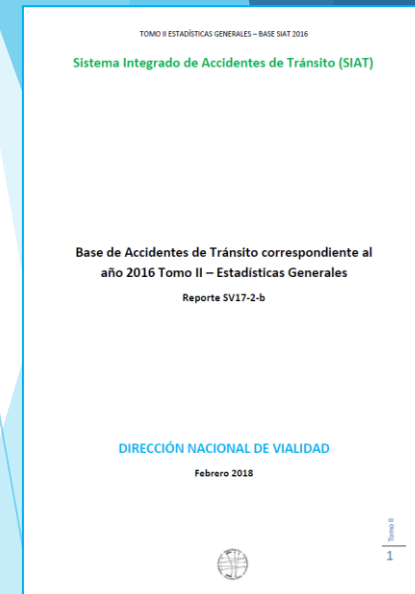 TOMO II ESTADÍSTICAS GENERALES – BASE SIAT 2016
Sistema Integrado de Accidentes de Tránsito (SIAT)
Base de Accidentes de Tránsito correspondiente al
año 2016 Tomo II – Estadísticas Generales
Reporte SV17-2-b
DIRECCIÓN NACIONAL DE VIALIDAD
Febrero 2018
Tomo II
1